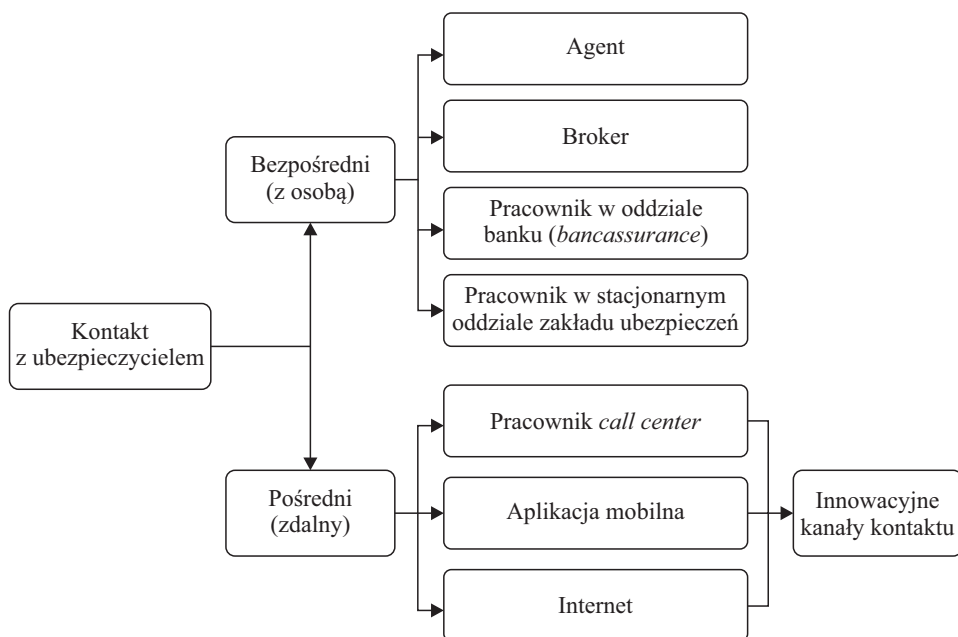 Kontakt
z ubezpieczycielem
Bezpośredni
(z osobą)
Agent
Broker
Pracownik w oddziale
banku (bancassurance)
Pracownik w stacjonarnym
oddziale zakładu ubezpieczeń
Pośredni
(zdalny)
Pracownik call center
Aplikacja mobilna
Internet
Innowacyjne
kanały kontaktu